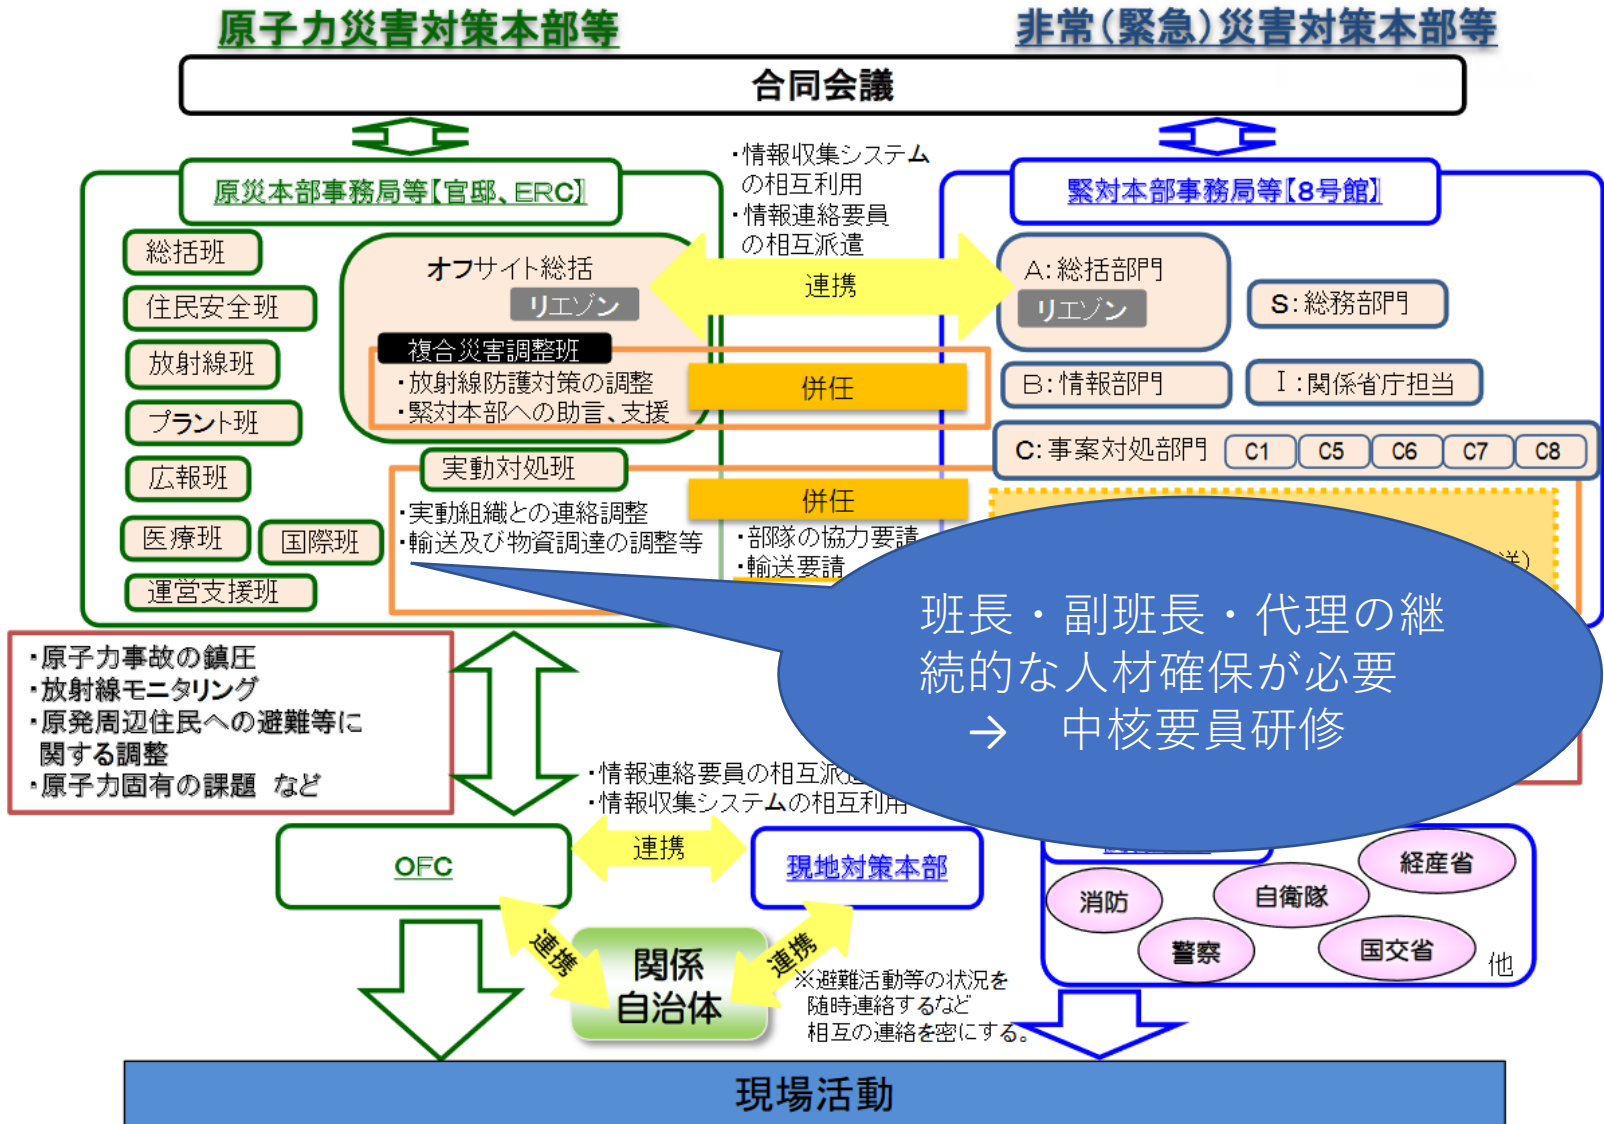 原子力災害対策本部等
非常(緊急)災害対策本部等
合同会議
原災本部事務局等【官邸、ERC】
総括班
住民安全班
放射線班
プラント班
広報班
医療班
国際班
運営支援班
オフサイト総括
リエゾン
複合災害調整班
・放射線防護対策の調整
・緊対本部への助言、支援
実動対処班
・実動組織との連絡調整
・輸送及び物資調達の調整等
・情報収集システム
の相互利用
・情報連絡要員
の相互派遣
連携
併任
併任
・部隊の協力要請
・輸送要請
緊対本部事務局等【8号館】
A:総括部門
リエゾン
S:総務部門
B:情報部門
I:関係省庁担当
C:事案対処部門
C1
C5
C6
C7
C8
送)
班長・副班長・代理の継
続的な人材確保が必要
→ 中核要員研修
・原子力事故の鎮圧
・放射線モニタリング
・原発周辺住民への避難等に
関する調整
・原子力固有の課題 など
・情報連絡要員の相互派遣
・情報収集システムの相互利用
OFC
連携
現地対策本部
連携
関係
自治体
連携
※避難活動等の状況を
随時連絡するなど
相互の連絡を密にする。
経産省
消防
自衛隊
警察
国交省
他
現場活動